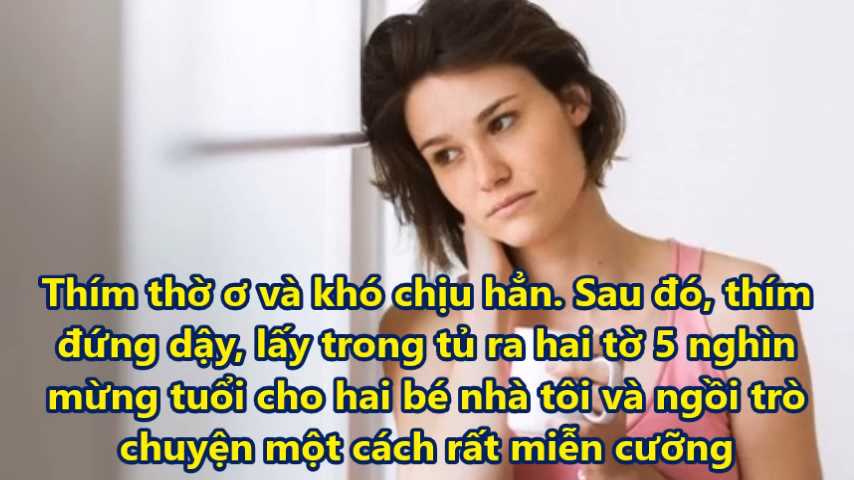 Thím thờ ơ và khó chịu hẳn. Sau đó, thím
đứng dậy, lấy trong tủ ra hai tờ 5 nghìn
mừng tuổi cho hai bé nhà tôi và ngồi trò
chuyện một cách rất miễn cưỡng